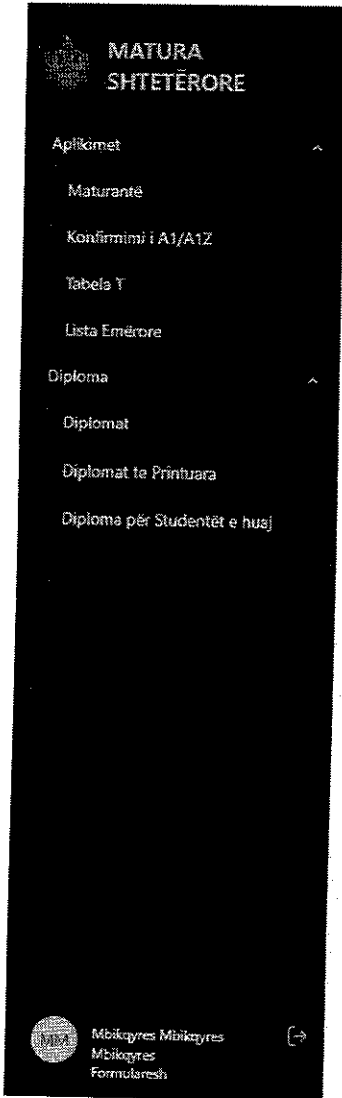 MATURA
SHTETËRORE
Aplikimet
Maturantë
Konfirmimi i A1/A1Z
Tabela T
Lista Emërore
Diploma
Diplomat
Diplomat te Printuara
Diploma për Studentët e huaj
MM
Mbikqyres Mbikqyres
Mbikqyres
Formularesh